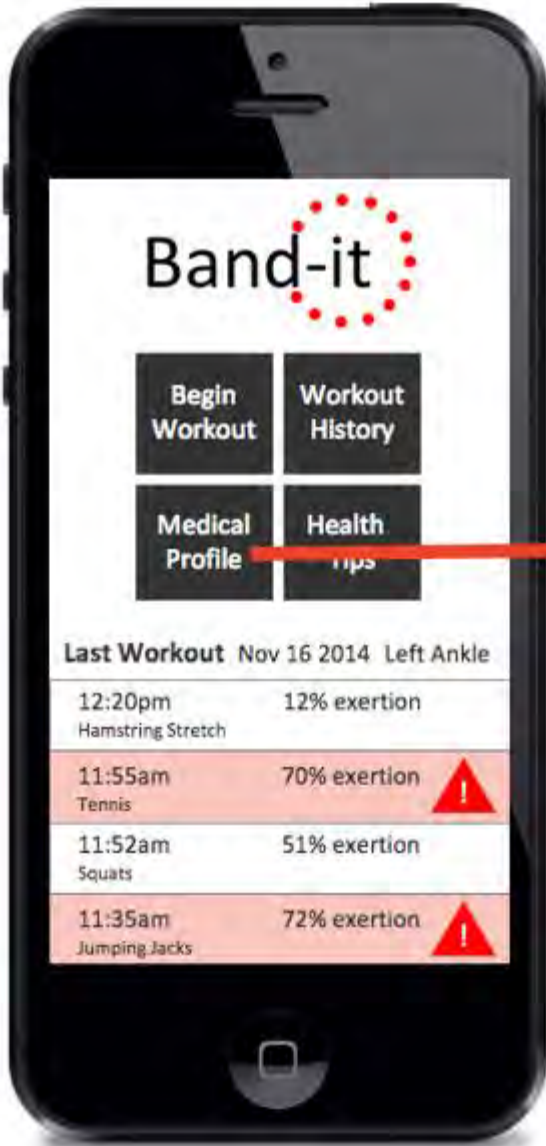 Band-it
Begin Workout
Workout History
Medical Profile
Health Tips
Last Workout Nov 16 2014 Left Ankle
12:20pm 12% exertion
Hamstring Stretch
11:55am 70% exertion !
Tennis
11:52am 51% exertion
Squats
11:35am 72% exertion !
Jumping Jacks